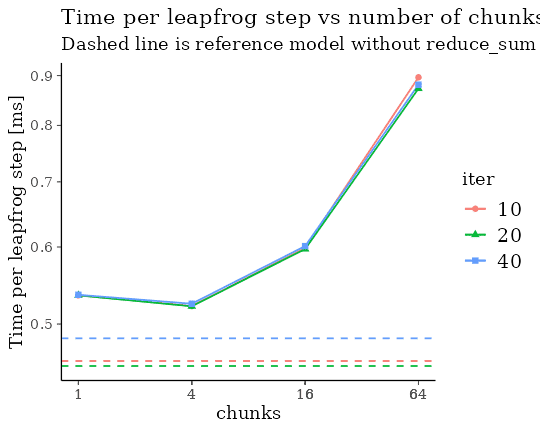 Time per leapfrog step vs number of chunks
Dashed line is reference model without reduce_sum
Time per leapfrog step [ms]
0.9
0.8
0.7
0.6
0.5
1
4
16
64
chunks
iter
10
20
40